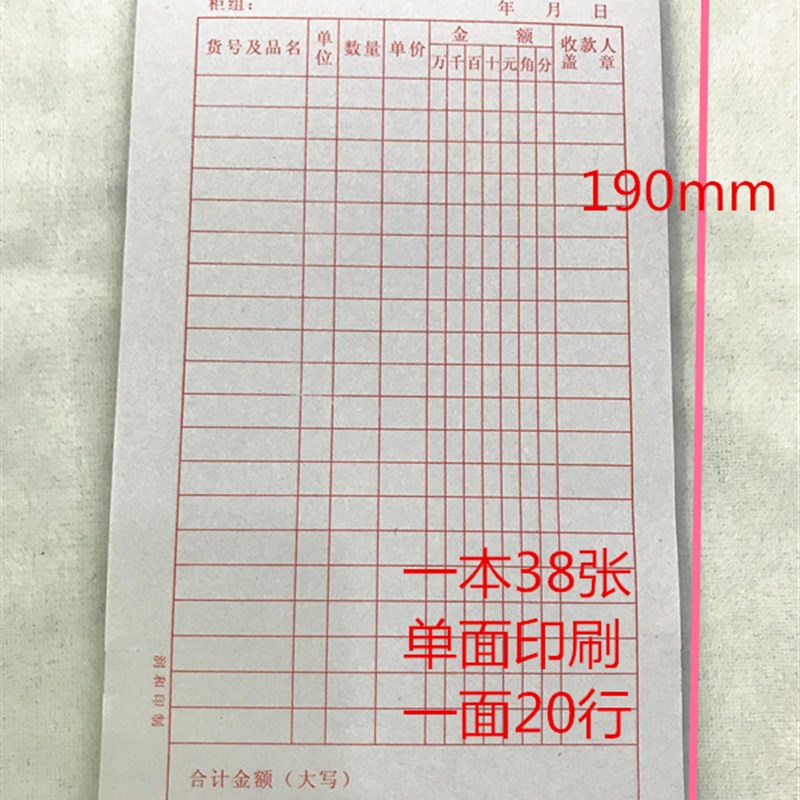 柜组： 年 月 日
货号及品名 单位 数量 单价 金 额 收款人盖 章
万 千 百 十 元 角 分
190mm
一本38张
单面印刷
一面20行
合计金额（大写）